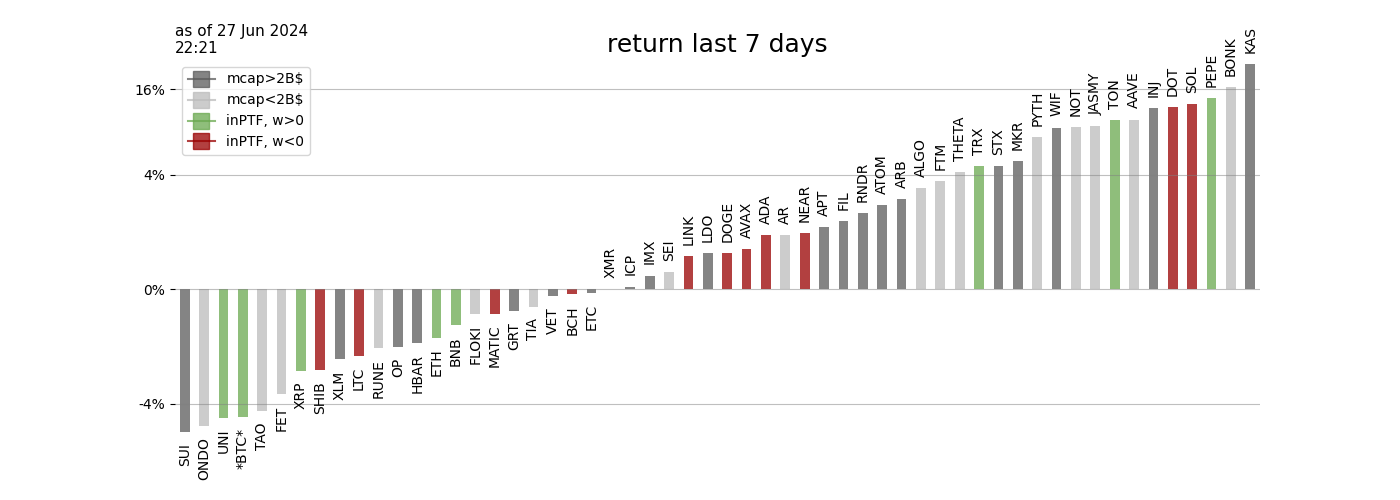 as of 27 Jun 2024
22:21
return last 7 days
mcap>2B$
mcap<2B$
inPTF, w>0
inPTF, w<0
16%
4%
0%
-4%
SUI
ONDO
UNI
*BTC*
TAO
FET
XRP
SHIB
XLM
LTC
RUNE
OP
HBAR
ETH
BNB
FLOKI
MATIC
GRT
TIA
VET
BCH
ETC
XMR
ICP
IMX
SEI
LINK
LDO
DOGE
AVAX
ADA
AR
NEAR
APT
FIL
RNDR
ATOM
ARB
ALGO
FTM
THETA
TRX
STX
MKR
PYTH
WIF
NOT
JASMY
TON
AAVE
INJ
DOT
SOL
PEPE
BONK
KAS